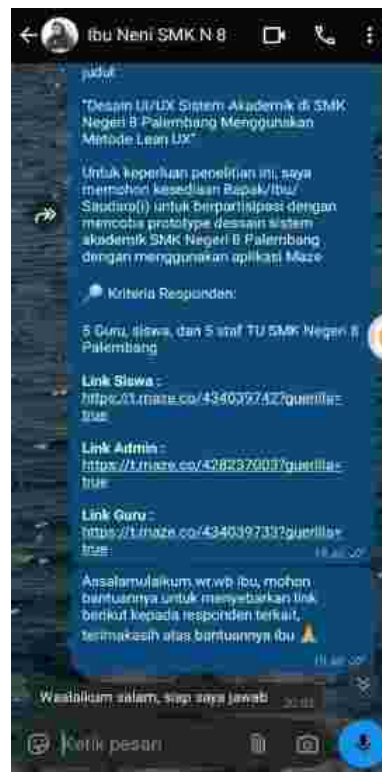 Ibu Neni SMK N 8
judul:
"Desain UI/UX Sistem Akademik di SMK
Negeri 8 Palembang Menggunakan
Metode Lean UX"
Untuk keperluan penelitian ini, saya
memohon kesediaan Bapak/Ibu/
Saudara(i) untuk berpartisipasi dengan
mencoba prototype dessain sistem
akademik SMK Negeri 8 Palembang
dengan menggunakan aplikasi Maze
Kriteria Responden:
5 Guru, siswa, dan 5 staf TU SMK Negeri 8
Palembang
Link Siswa :
https://t.maze.co/434039742?guerilla=
true
Link Admin :
https://t.maze.co/428237003?guerilla=
true
Link Guru :
https://t.maze.co/434039733?guerilla=
true
Assalamulaikum wr.wb ibu, mohon
bantuannya untuk menyebarkan link
berikut kepada responden terkait,
terimakasih atas bantuannya ibu 🙏
Waalaikum salam, siap saya jawab
Ketik pesan